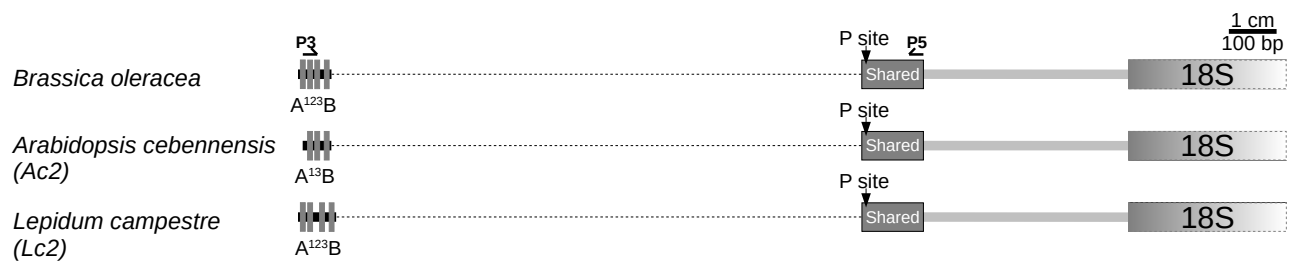 1 cm
100 bp
P3
P site
P5
Brassica oleracea
Shared
18S
A¹²³B
P site
Arabidopsis cebennensis
(Ac2)
Shared
18S
A¹³B
P site
Lepidum campestre
(Lc2)
Shared
18S
A¹²³B